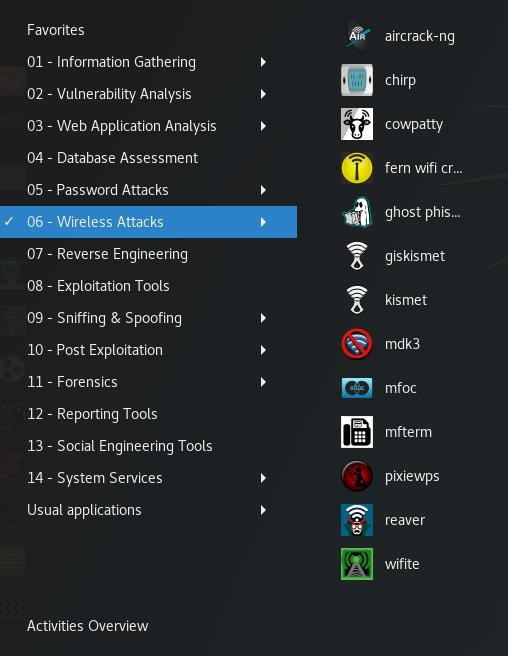 Favorites
01 - Information Gathering
02 - Vulnerability Analysis
03 - Web Application Analysis
04 - Database Assessment
05 - Password Attacks
06 - Wireless Attacks
07 - Reverse Engineering
08 - Exploitation Tools
09 - Sniffing & Spoofing
10 - Post Exploitation
11 - Forensics
12 - Reporting Tools
13 - Social Engineering Tools
14 - System Services
Usual applications
Activities Overview
aircrack-ng
chirp
cowpatty
fern wifi cr...
ghost phis...
giskismet
kismet
mdk3
mfoc
mfterm
pixiewps
reaver
wifite